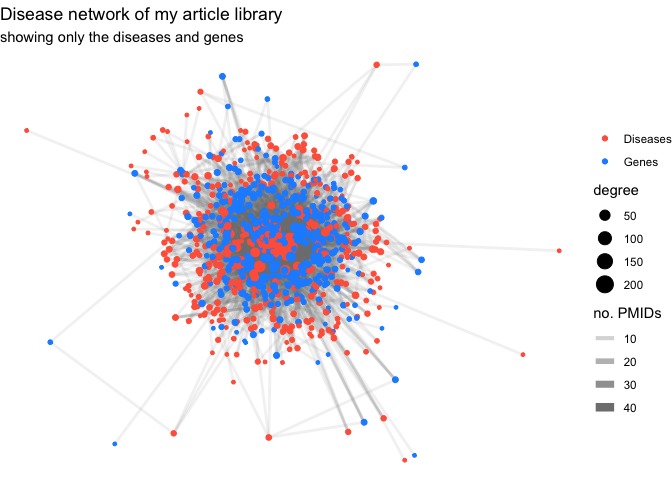 Disease network of my article library
showing only the diseases and genes
Diseases
Genes
degree
50
100
150
200
no. PMIDs
10
20
30
40